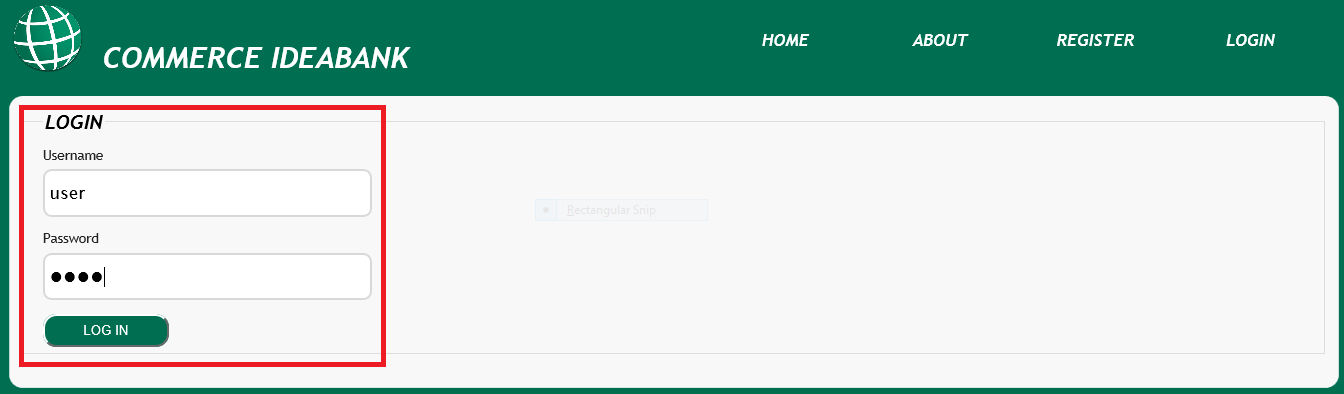 COMMERCE IDEABANK
HOME ABOUT REGISTER LOGIN
LOGIN
Username
user
Rectangular Snip
Password
●●●●
LOG IN